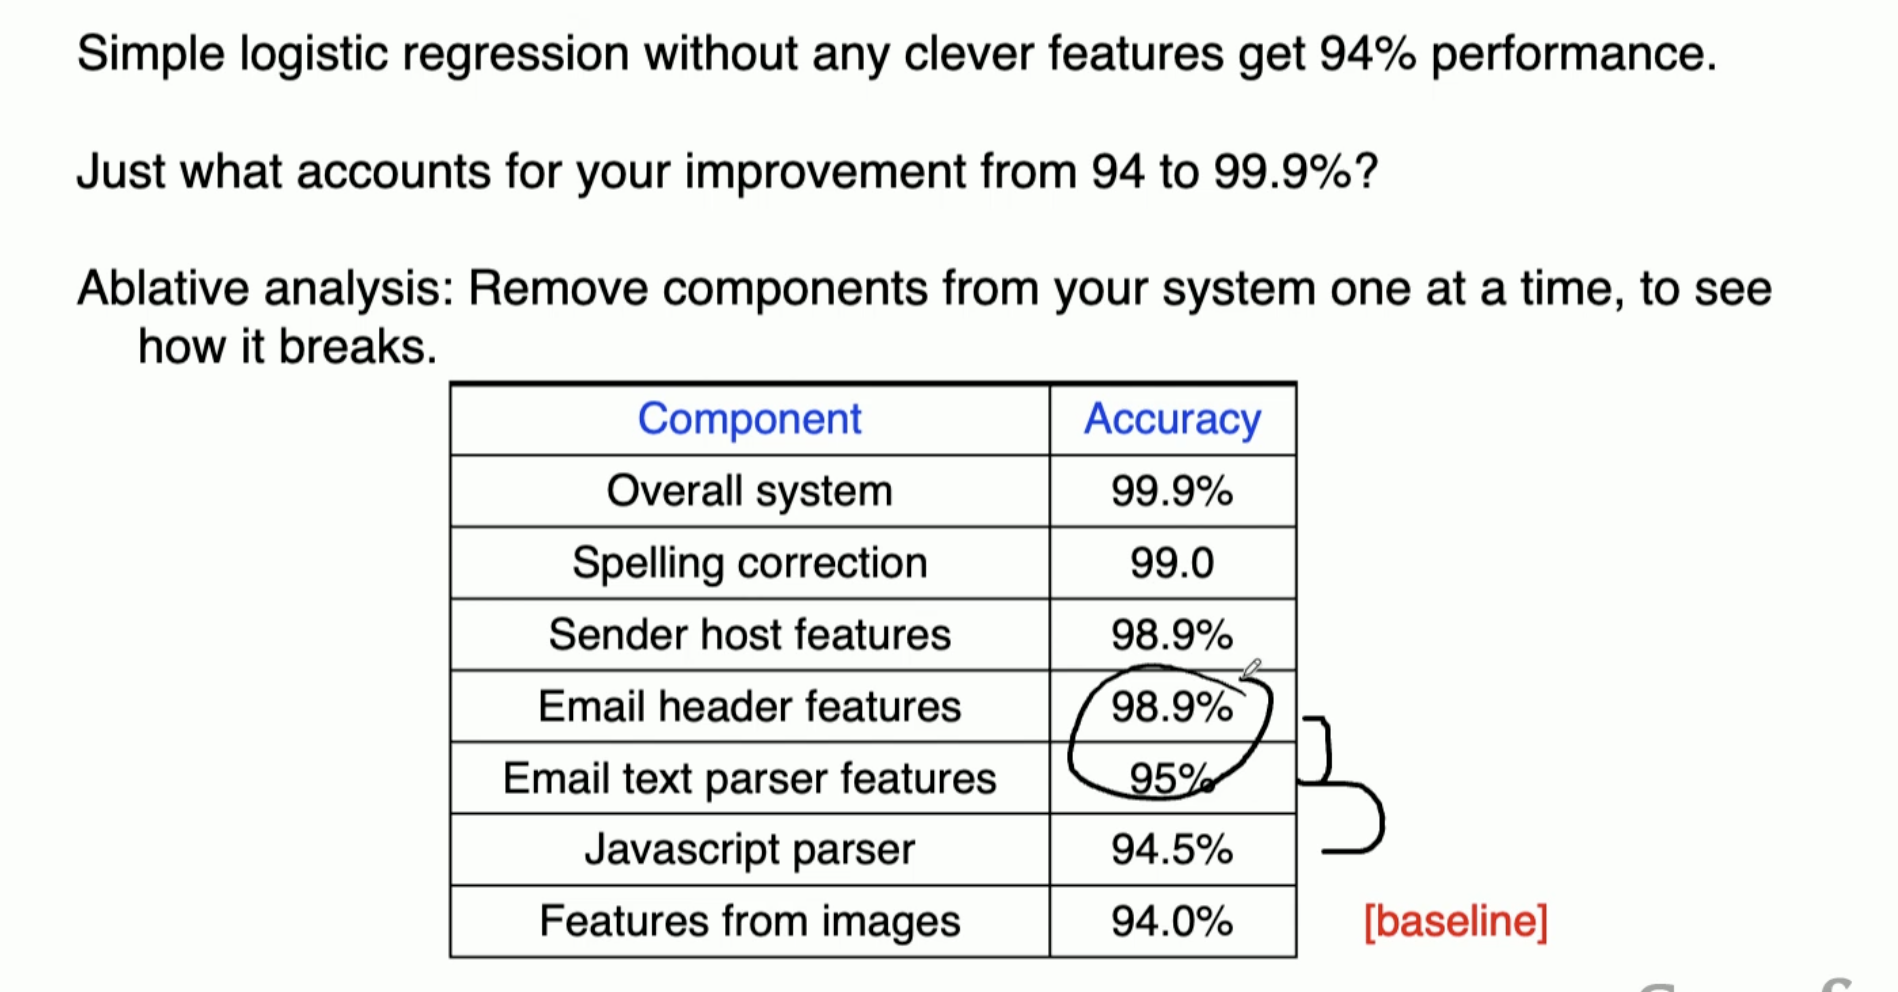 Simple logistic regression without any clever features get 94% performance.
Just what accounts for your improvement from 94 to 99.9%?
Ablative analysis: Remove components from your system one at a time, to see
how it breaks.
Component Accuracy
Overall system 99.9%
Spelling correction 99.0
Sender host features 98.9%
Email header features 98.9%
Email text parser features 95%
Javascript parser 94.5%
Features from images 94.0% [baseline]